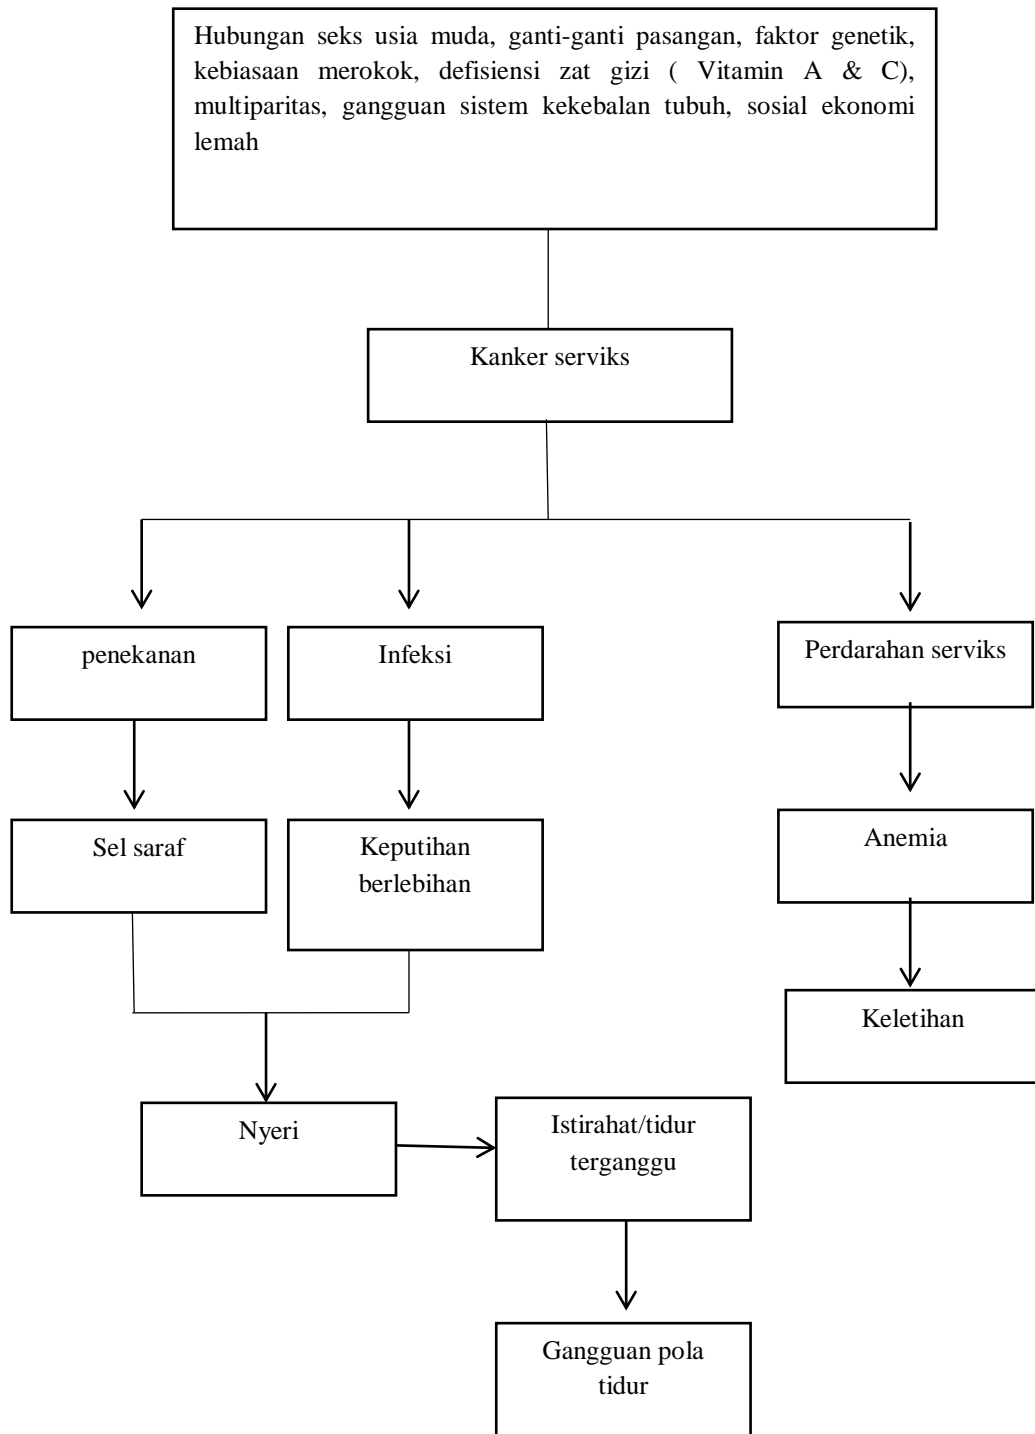 Hubungan seks usia muda, ganti-ganti pasangan, faktor genetik,
kebiasaan merokok, defisiensi zat gizi ( Vitamin A & C),
multiparitas, gangguan sistem kekebalan tubuh, sosial ekonomi
lemah
Kanker serviks
penekanan
Infeksi
Perdarahan serviks
Sel saraf
Keputihan
berlebihan
Anemia
Keletihan
Nyeri
Istirahat/tidur
terganggu
Gangguan pola
tidur